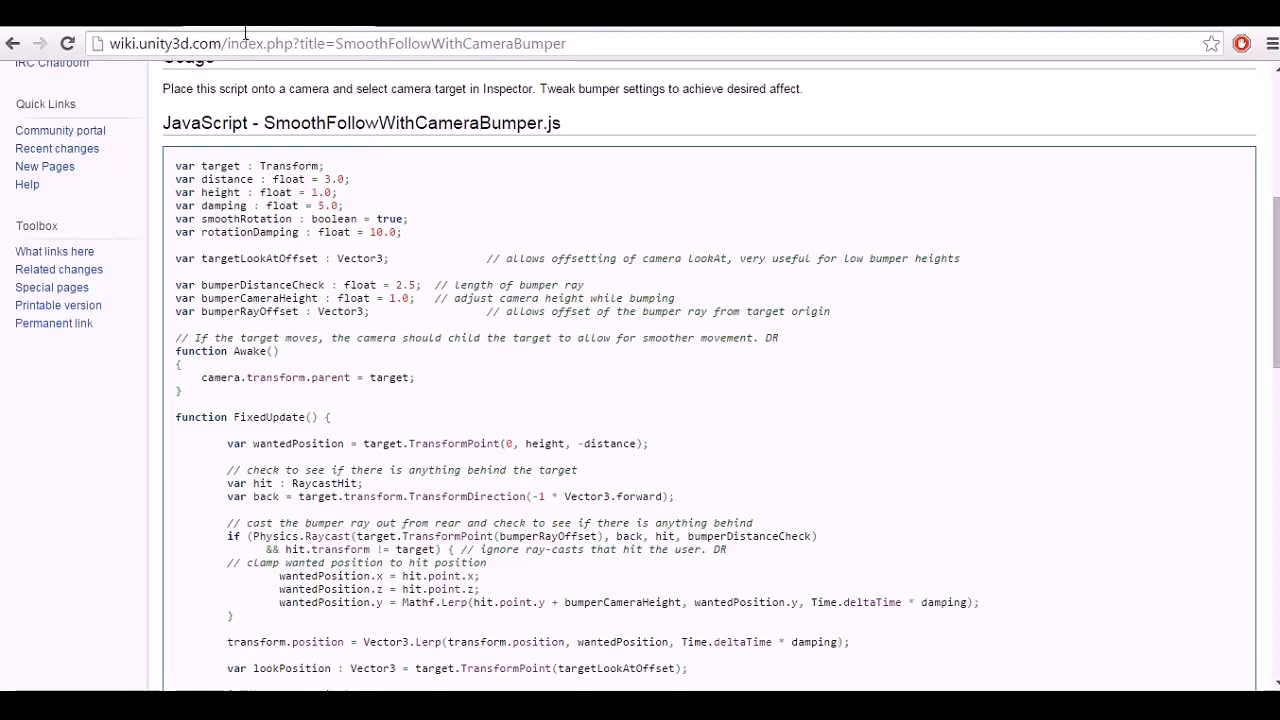 wiki.unity3d.com/index.php?title=SmoothFollowWithCameraBumper
IRC Chatroom
Quick Links
Community portal
Recent changes
New Pages
Help
Toolbox
What links here
Related changes
Special pages
Printable version
Permanent link
Usage
Place this script onto a camera and select camera target in Inspector. Tweak bumper settings to achieve desired affect.
JavaScript - SmoothFollowWithCameraBumper.js
var target : Transform;
var distance : float = 3.0;
var height : float = 1.0;
var damping : float = 5.0;
var smoothRotation : boolean = true;
var rotationDamping : float = 10.0;
var targetLookAtOffset : Vector3; // allows offsetting of camera lookAt, very useful for low bumper heights
var bumperDistanceCheck : float = 2.5; // length of bumper ray
var bumperCameraHeight : float = 1.0; // adjust camera height while bumping
var bumperRayOffset : Vector3; // allows offset of the bumper ray from target origin
// If the target moves, the camera should child the target to allow for smoother movement. DR
function Awake()
{
camera.transform.parent = target;
}
function FixedUpdate() {
var wantedPosition = target.TransformPoint(0, height, -distance);
// check to see if there is anything behind the target
var hit : RaycastHit;
var back = target.transform.TransformDirection(-1 * Vector3.forward);
// cast the bumper ray out from rear and check to see if there is anything behind
if (Physics.Raycast(target.TransformPoint(bumperRayOffset), back, hit, bumperDistanceCheck)
&& hit.transform != target) { // ignore ray-casts that hit the user. DR
// clamp wanted position to hit position
wantedPosition.x = hit.point.x;
wantedPosition.z = hit.point.z;
wantedPosition.y = Mathf.Lerp(hit.point.y + bumperCameraHeight, wantedPosition.y, Time.deltaTime * damping);
}
transform.position = Vector3.Lerp(transform.position, wantedPosition, Time.deltaTime * damping);
var lookPosition : Vector3 = target.TransformPoint(targetLookAtOffset);